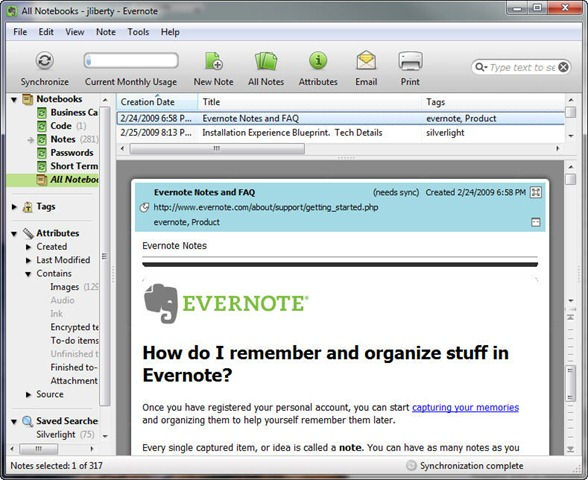 All Notebooks - jliberty - Evernote
File Edit View Note Tools Help
Synchronize Current Monthly Usage New Note All Notes Attributes Email Print
Type text to se
Notebooks
Business Ca
Code (1)
Notes (281)
Passwords
Short Term
All Notebo
Tags
Attributes
Created
Last Modified
Contains
Images (129
Audio
Ink
Encrypted te
To-do items
Unfinished t
Finished to-
Attachment
Source
Saved Searche
Silverlight (75)
Creation Date Title Tags
2/24/2009 6:58 P... Evernote Notes and FAQ evernote, Product
2/25/2009 8:13 P... Installation Experience Blueprint. Tech Details silverlight
Evernote Notes and FAQ (needs sync) Created 2/24/2009 6:58 PM
http://www.evernote.com/about/support/getting_started.php
evernote, Product
Evernote Notes
EVERNOTE®
How do I remember and organize stuff in
Evernote?
Once you have registered your personal account, you can start capturing your memories
and organizing them to help yourself remember them later.
Every single captured item, or idea is called a note. You can have as many notes as you
Notes selected: 1 of 317 Synchronization complete